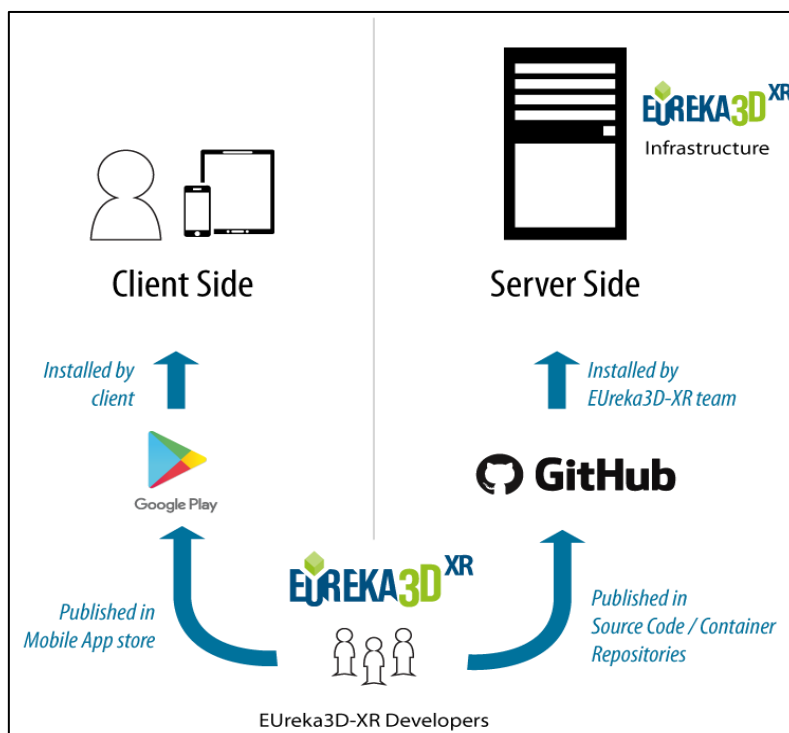 EUREKA3D XR
Infrastructure
Client Side
Server Side
Installed by
client
Installed by
EUreka3D-XR team
Google Play
GitHub
EUREKA3D XR
Published in
Mobile App store
Published in
Source Code / Container
Repositories
EUreka3D-XR Developers